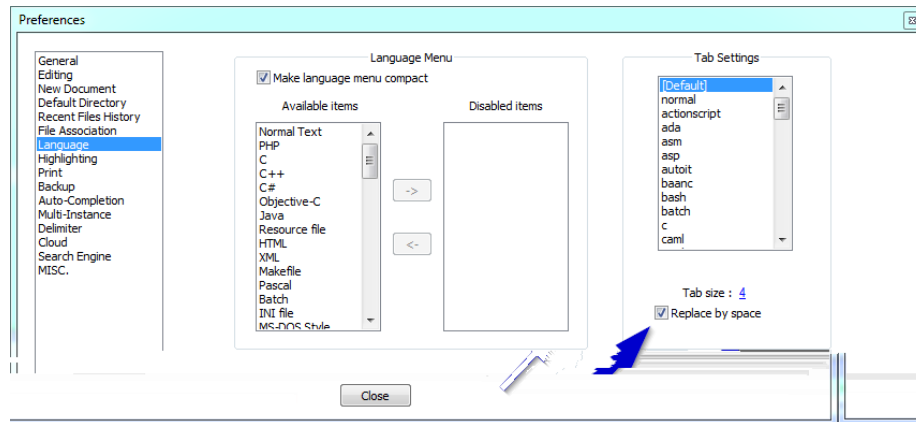 Preferences
General
Editing
New Document
Default Directory
Recent Files History
File Association
Language
Highlighting
Print
Backup
Auto-Completion
Multi-Instance
Delimiter
Cloud
Search Engine
MISC.
Language Menu
Make language menu compact
Available items
Disabled items
Normal Text
PHP
C
C++
C#
Objective-C
Java
Resource file
HTML
XML
Makefile
Pascal
Batch
INI file
MS-DOS Style
->
<-
Tab Settings
[Default]
normal
actionscript
ada
asm
asp
autoit
baanc
bash
batch
c
caml
Tab size : 4
Replace by space
Close